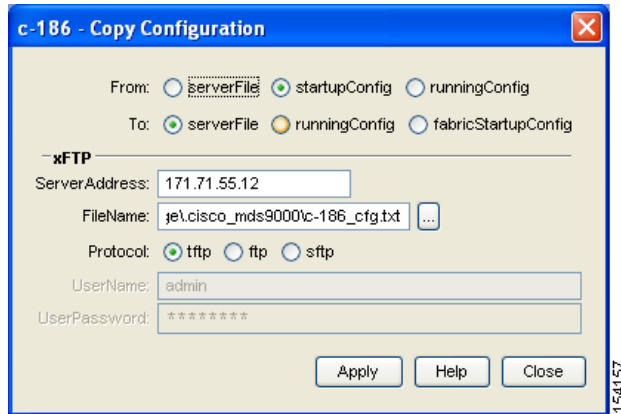 c-186 - Copy Configuration
From: serverFile startupConfig runningConfig
To: serverFile runningConfig fabricStartupConfig
xFTP
ServerAddress: 171.71.55.12
FileName: je\.cisco_mds9000\c-186_cfg.txt ...
Protocol: tftp ftp sftp
UserName: admin
UserPassword: ********
Apply Help Close
154157